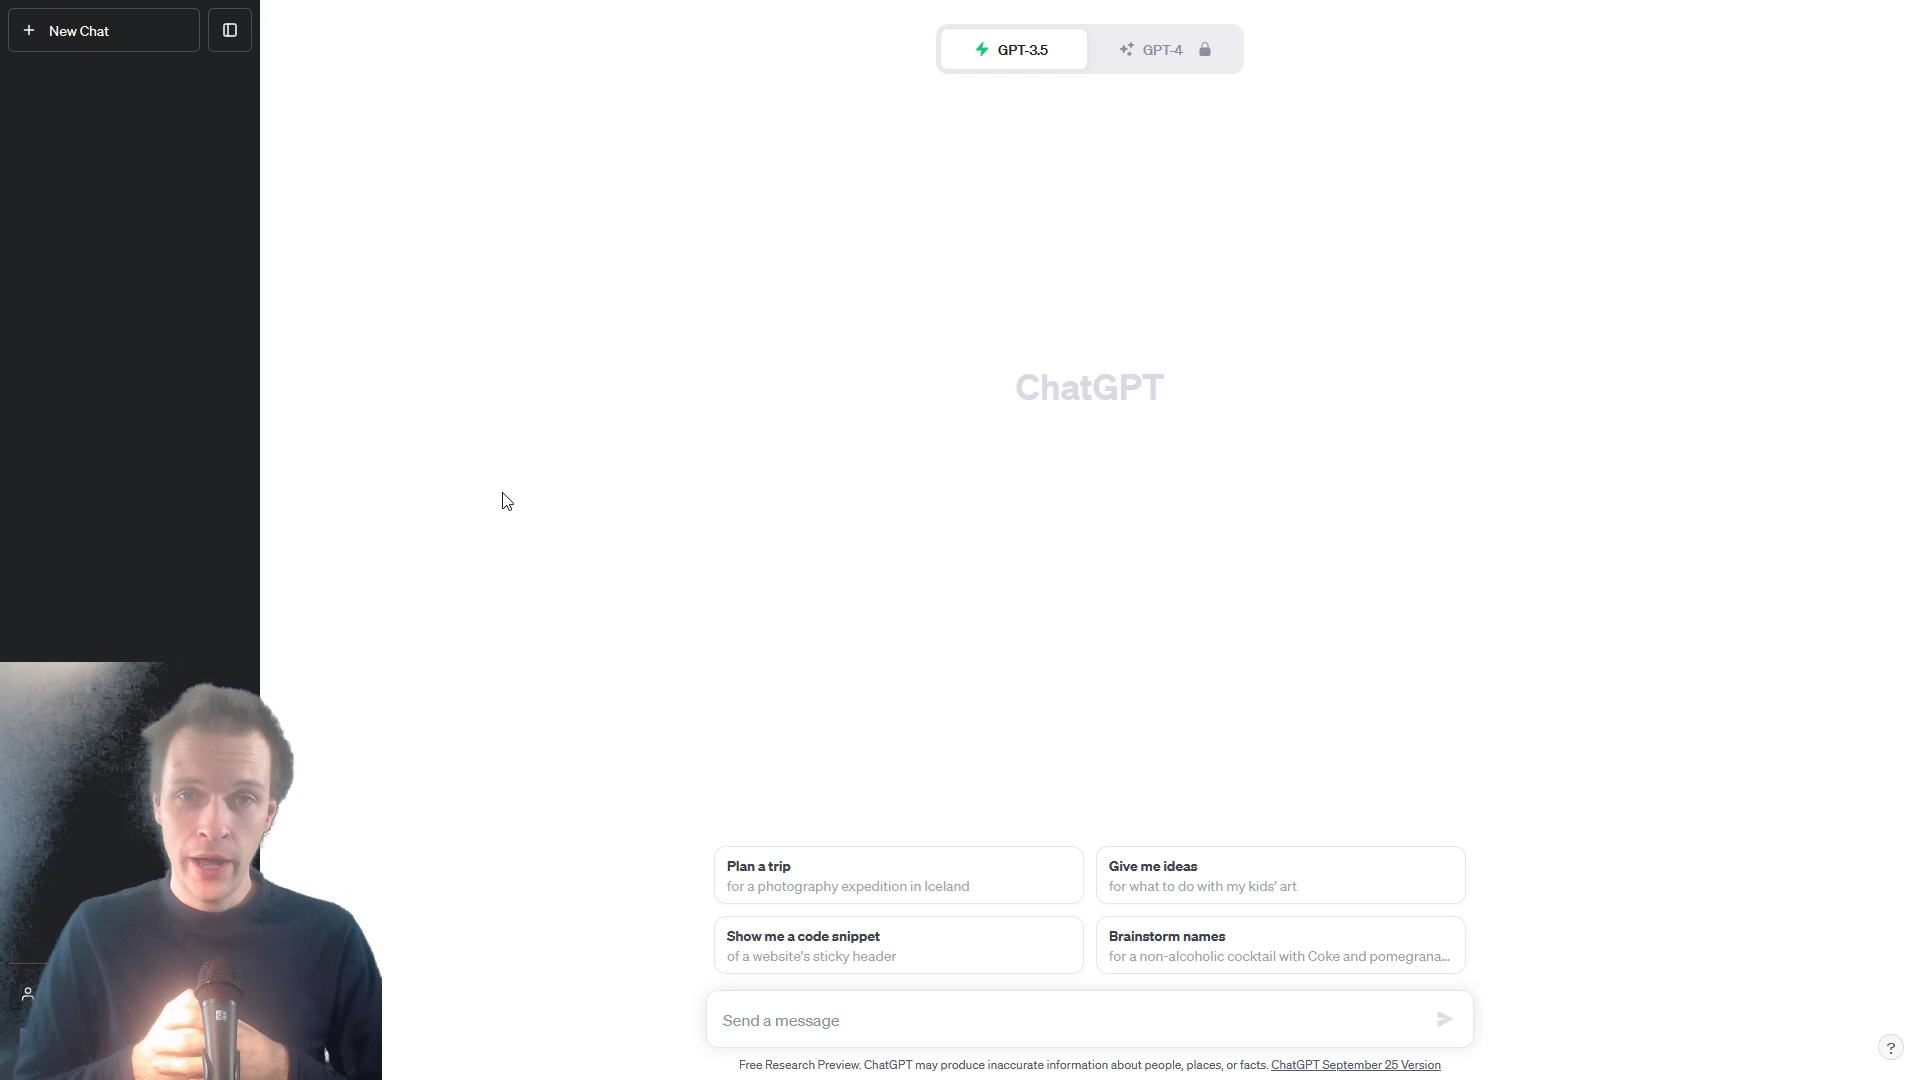 New Chat
GPT-3.5
GPT-4
ChatGPT
Plan a trip
for a photography expedition in Iceland
Give me ideas
for what to do with my kids' art
Show me a code snippet
of a website's sticky header
Brainstorm names
for a non-alcoholic cocktail with Coke and pomegrana...
Send a message
Free Research Preview. ChatGPT may produce inaccurate information about people, places, or facts. ChatGPT September 25 Version
?